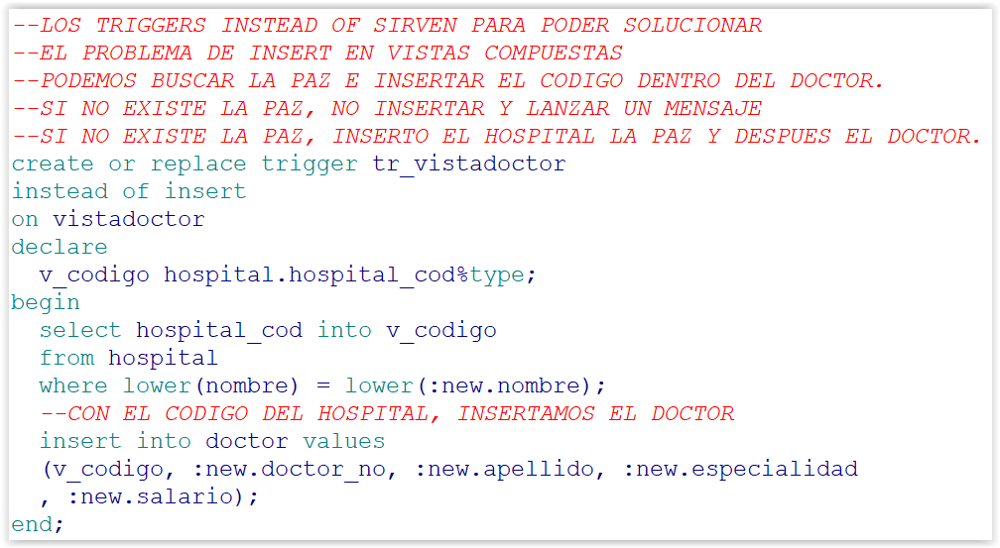 --LOS TRIGGERS INSTEAD OF SIRVEN PARA PODER SOLUCIONAR
--EL PROBLEMA DE INSERT EN VISTAS COMPUESTAS
--PODEMOS BUSCAR LA PAZ E INSERTAR EL CODIGO DENTRO DEL DOCTOR.
--SI NO EXISTE LA PAZ, NO INSERTAR Y LANZAR UN MENSAJE
--SI NO EXISTE LA PAZ, INSERTO EL HOSPITAL LA PAZ Y DESPUES EL DOCTOR.
create or replace trigger tr_vistadoctor
instead of insert
on vistadoctor
declare
  v_codigo hospital.hospital_cod%type;
begin
  select hospital_cod into v_codigo
  from hospital
  where lower(nombre) = lower(:new.nombre);
  --CON EL CODIGO DEL HOSPITAL, INSERTAMOS EL DOCTOR
  insert into doctor values
  (v_codigo, :new.doctor_no, :new.apellido, :new.especialidad
  , :new.salario);
end;